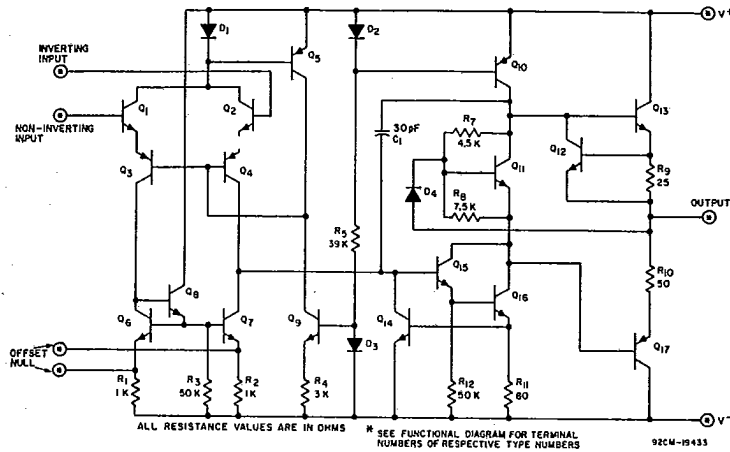 V+
D1
D2
INVERTING
INPUT
Q5
Q10
Q1
Q2
Q13
NON-INVERTING
INPUT
30 pF
C1
R7
4.5 K
Q12
Q3
Q4
Q11
R9
25
D4
R8
7.5 K
OUTPUT
R5
39 K
Q15
R10
50
Q8
Q6
Q7
Q9
Q14
Q16
Q17
D3
OFFSET
NULL
R1
1 K
R3
50 K
R2
1 K
R4
3 K
R12
50 K
R11
80
V-
ALL RESISTANCE VALUES ARE IN OHMS
* SEE FUNCTIONAL DIAGRAM FOR TERMINAL
NUMBERS OF RESPECTIVE TYPE NUMBERS
92CM-19433